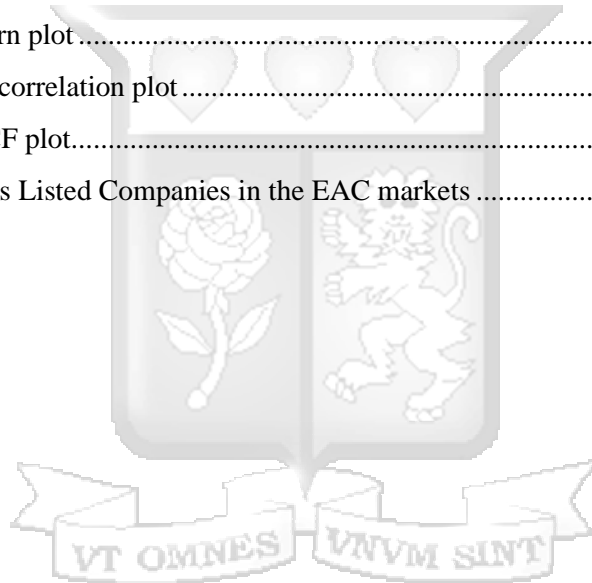 rn plot
correlation plot
F plot
s Listed Companies in the EAC markets
VT OMNES VNVM SINT